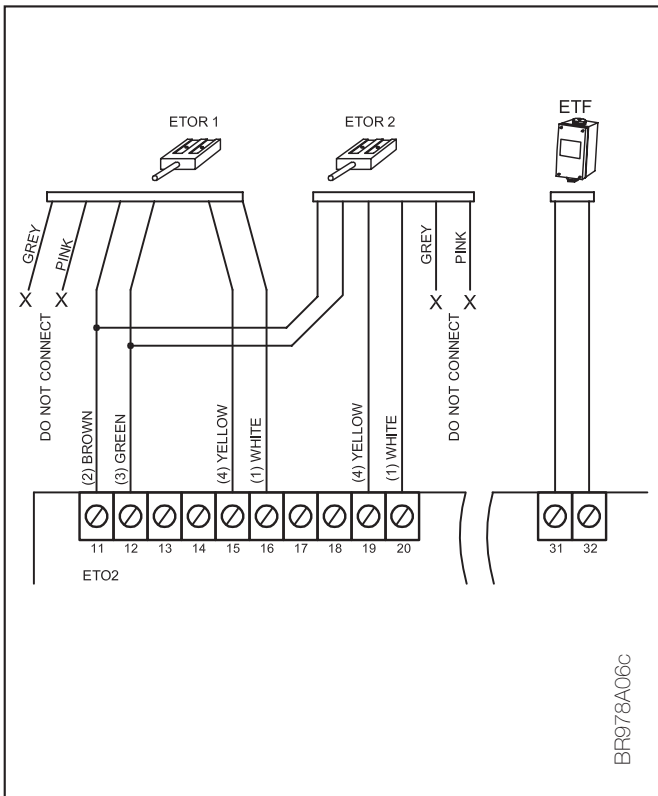 ETOR 1
ETOR 2
ETF
GREY
PINK
DO NOT CONNECT
GREY
PINK
DO NOT CONNECT
(2) BROWN
(3) GREEN
(4) YELLOW
(1) WHITE
(4) YELLOW
(1) WHITE
X
X
X
X
11 12 13 14 15 16 17 18 19 20 31 32
ETO2
BR978A06c